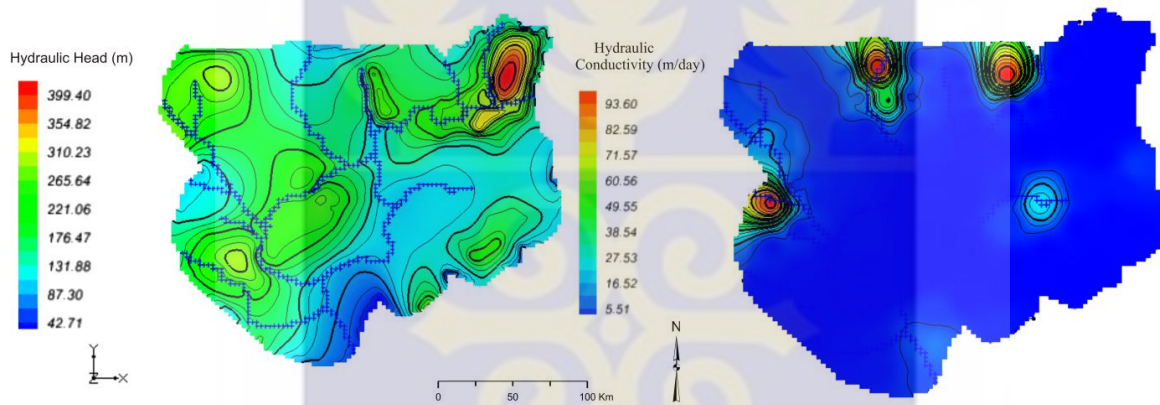 Hydraulic Head (m)
399.40
354.82
310.23
265.64
221.06
176.47
131.88
87.30
42.71
Y
Z
X
Hydraulic
Conductivity (m/day)
93.60
82.59
71.57
60.56
49.55
38.54
27.53
16.52
5.51
N
0 50 100 Km